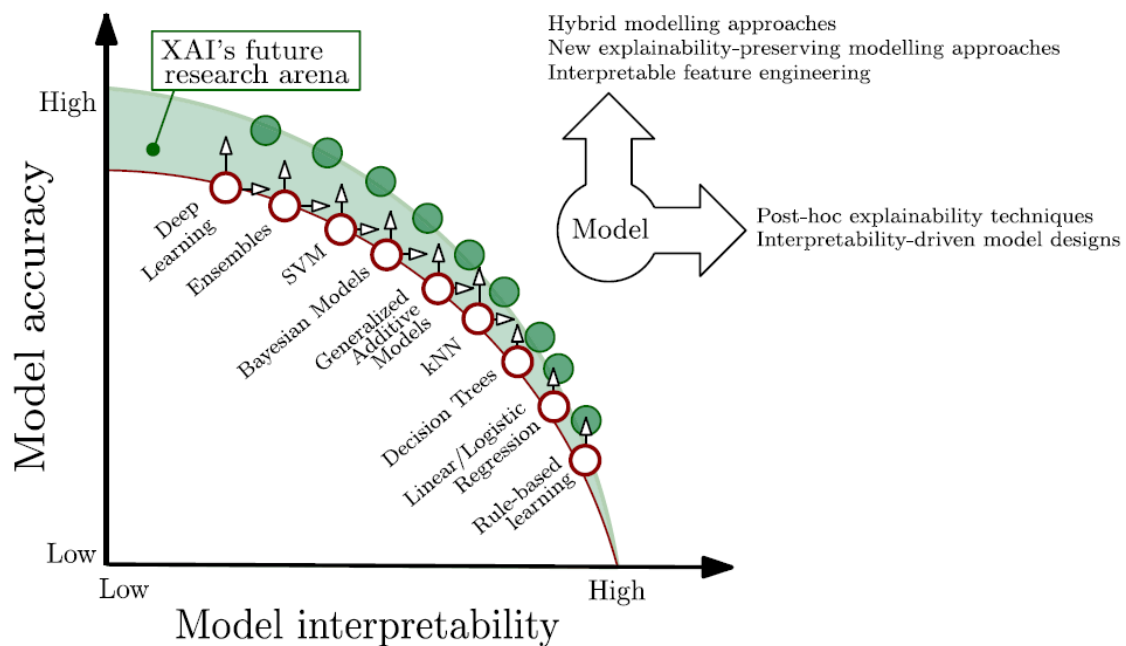 XAI's future
research arena
High
Low
Low
High
Model accuracy
Model interpretability
Deep
Learning
Ensembles
SVM
Bayesian Models
Generalized
Additive
Models
kNN
Decision Trees
Linear/Logistic
Regression
Rule-based
learning
Hybrid modelling approaches
New explainability-preserving modelling approaches
Interpretable feature engineering
Model
Post-hoc explainability techniques
Interpretability-driven model designs